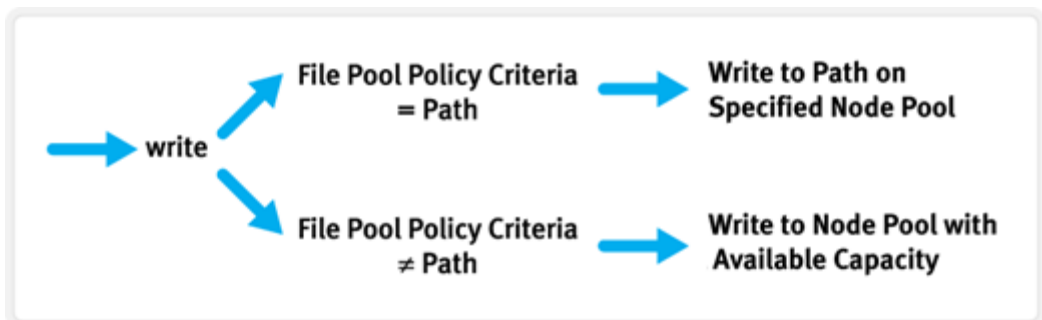 write
File Pool Policy Criteria
= Path
Write to Path on
Specified Node Pool
File Pool Policy Criteria
≠ Path
Write to Node Pool with
Available Capacity